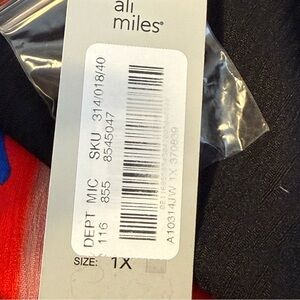 ali
miles®
DEPT MIC SKU 314/018/40
116 855 8545047
A10314JW 1X 370809
SIZE: 1X